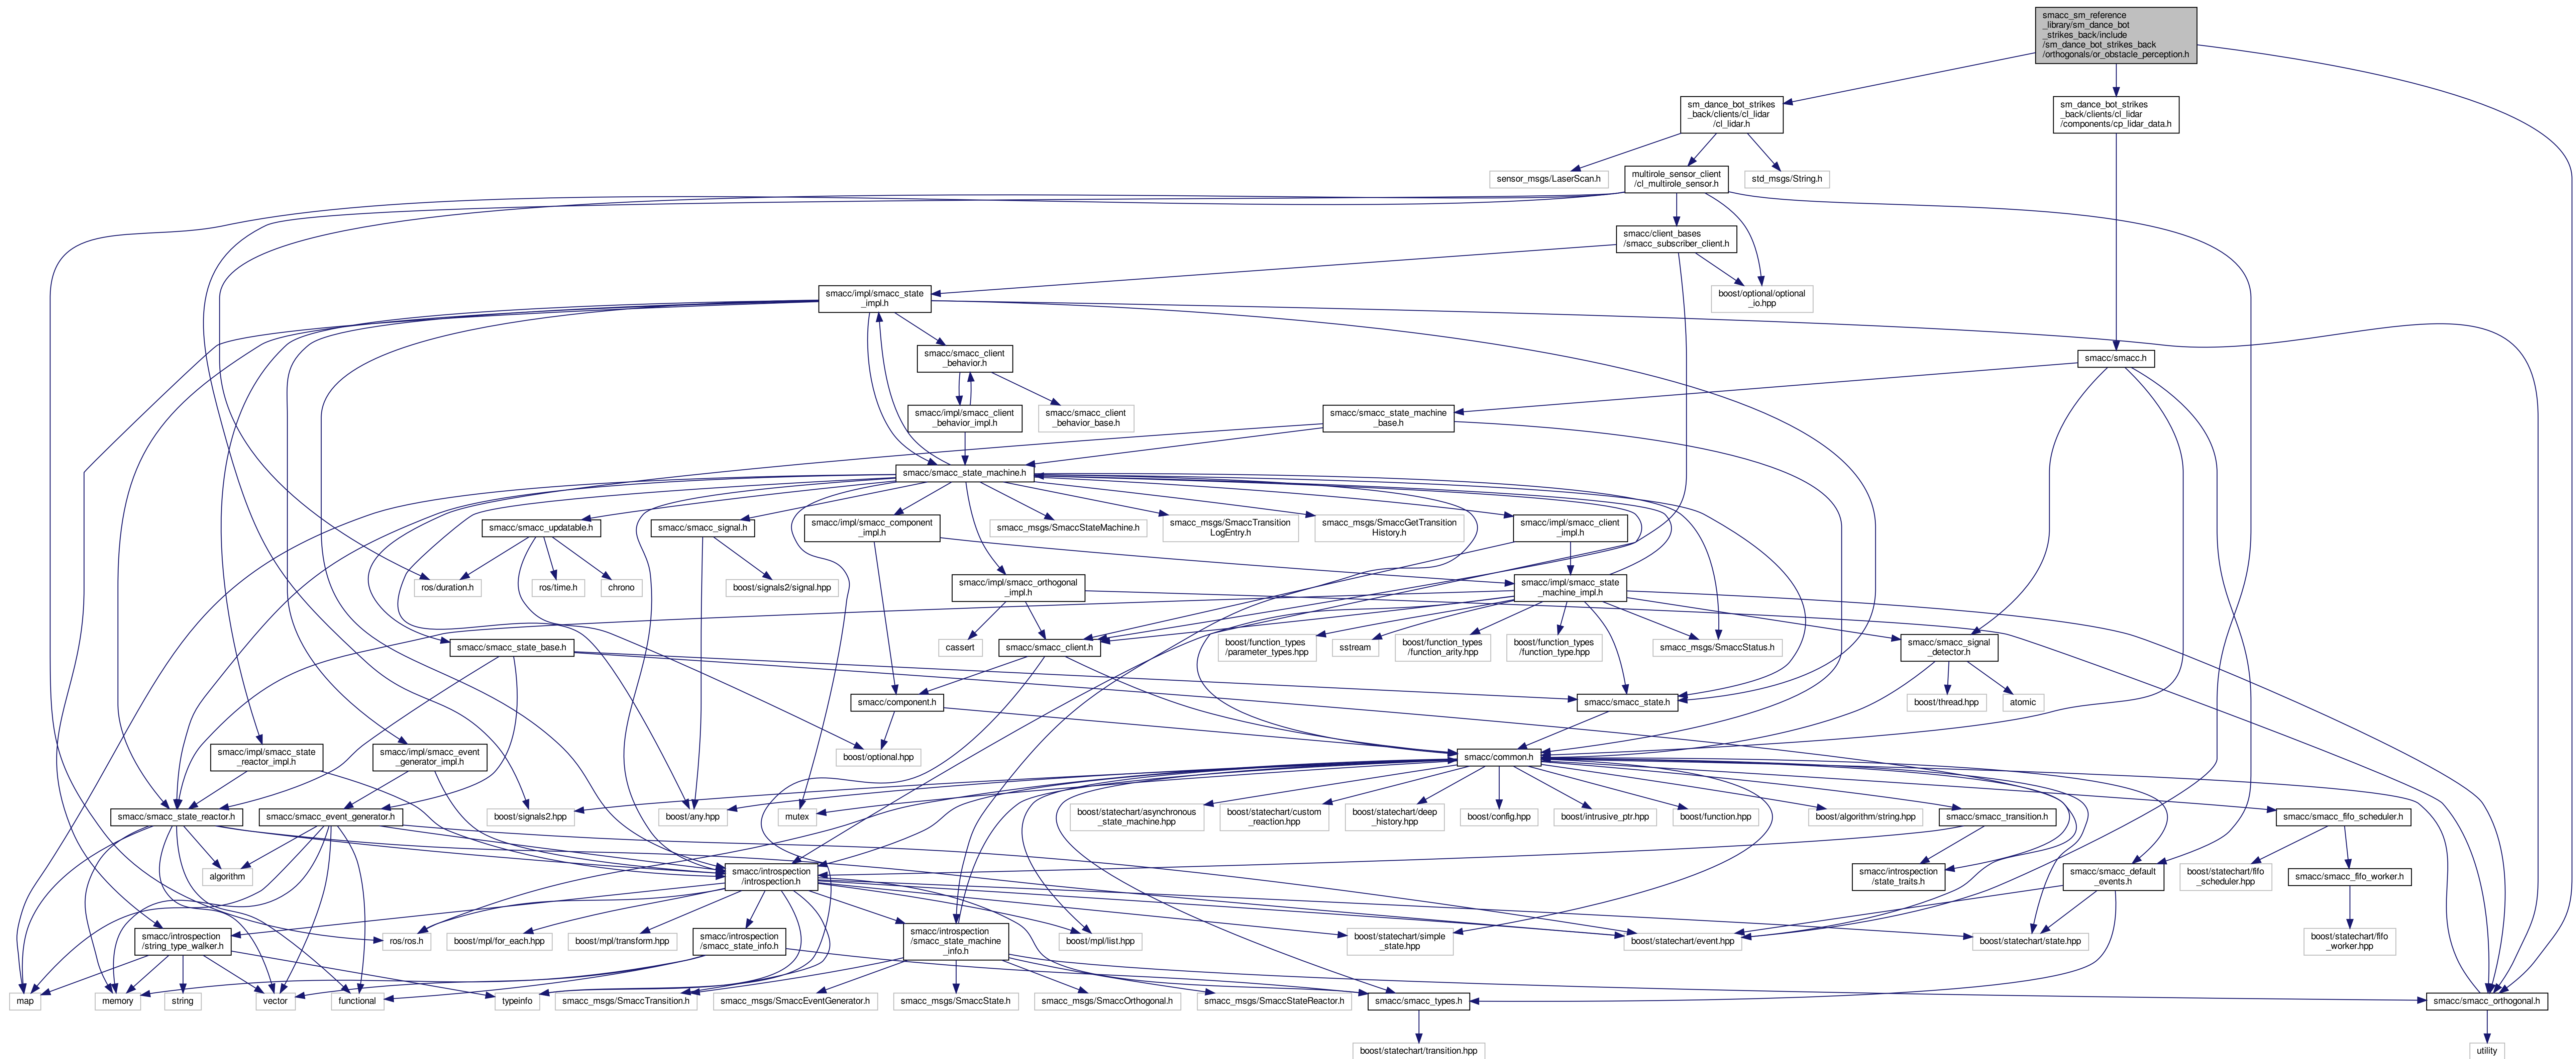 smacc_sm_reference
_library/sm_dance_bot
_strikes_back/include
/sm_dance_bot_strikes_back
/orthogonals/or_obstacle_perception.h
sm_dance_bot_strikes
_back/clients/cl_lidar
/cl_lidar.h
sm_dance_bot_strikes
_back/clients/cl_lidar
/components/cp_lidar_data.h
sensor_msgs/LaserScan.h
multirole_sensor_client
/cl_multirole_sensor.h
std_msgs/String.h
smacc/client_bases
/smacc_subscriber_client.h
smacc/impl/smacc_state
_impl.h
boost/optional/optional
_io.hpp
smacc/smacc_client
_behavior.h
smacc/smacc.h
smacc/impl/smacc_client
_behavior_impl.h
smacc/smacc_client
_behavior_base.h
smacc/smacc_state_machine
_base.h
smacc/smacc_state_machine.h
smacc/smacc_updatable.h
smacc/smacc_signal.h
smacc/impl/smacc_component
_impl.h
smacc_msgs/SmaccStateMachine.h
smacc_msgs/SmaccTransition
LogEntry.h
smacc_msgs/SmaccGetTransition
History.h
smacc/impl/smacc_client
_impl.h
ros/duration.h
ros/time.h
chrono
boost/signals2/signal.hpp
smacc/impl/smacc_orthogonal
_impl.h
smacc/impl/smacc_state
_machine_impl.h
smacc/smacc_state_base.h
cassert
smacc/smacc_client.h
boost/function_types
/parameter_types.hpp
sstream
boost/function_types
/function_arity.hpp
boost/function_types
/function_type.hpp
smacc_msgs/SmaccStatus.h
smacc/smacc_signal
_detector.h
smacc/component.h
smacc/smacc_state.h
boost/thread.hpp
atomic
smacc/impl/smacc_state
_reactor_impl.h
smacc/impl/smacc_event
_generator_impl.h
boost/optional.hpp
smacc/common.h
smacc/smacc_state_reactor.h
smacc/smacc_event_generator.h
boost/signals2.hpp
boost/any.hpp
mutex
boost/statechart/asynchronous
_state_machine.hpp
boost/statechart/custom
_reaction.hpp
boost/statechart/deep
_history.hpp
boost/config.hpp
boost/intrusive_ptr.hpp
boost/function.hpp
boost/algorithm/string.hpp
smacc/smacc_transition.h
smacc/smacc_fifo_scheduler.h
algorithm
smacc/introspection
/introspection.h
smacc/introspection
/state_traits.h
smacc/smacc_default
_events.h
boost/statechart/fifo
_scheduler.hpp
smacc/smacc_fifo_worker.h
smacc/introspection
/string_type_walker.h
ros/ros.h
boost/mpl/for_each.hpp
boost/mpl/transform.hpp
smacc/introspection
/smacc_state_info.h
smacc/introspection
/smacc_state_machine
_info.h
boost/mpl/list.hpp
boost/statechart/simple
_state.hpp
boost/statechart/event.hpp
boost/statechart/state.hpp
boost/statechart/fifo
_worker.hpp
map
memory
string
vector
functional
typeinfo
smacc_msgs/SmaccTransition.h
smacc_msgs/SmaccEventGenerator.h
smacc_msgs/SmaccState.h
smacc_msgs/SmaccOrthogonal.h
smacc_msgs/SmaccStateReactor.h
smacc/smacc_types.h
smacc/smacc_orthogonal.h
boost/statechart/transition.hpp
utility